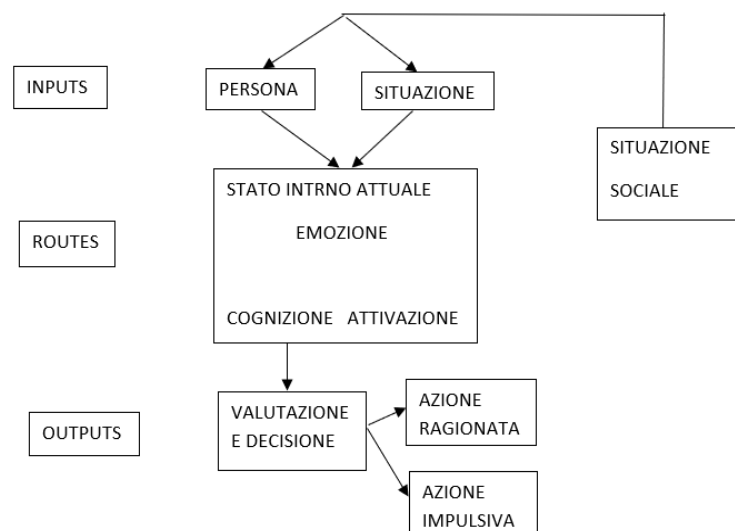 INPUTS
PERSONA
SITUAZIONE
SITUAZIONE
SOCIALE
STATO INTRNO ATTUALE
EMOZIONE
ROUTES
COGNIZIONE ATTIVAZIONE
OUTPUTS
VALUTAZIONE
E DECISIONE
AZIONE
RAGIONATA
AZIONE
IMPULSIVA